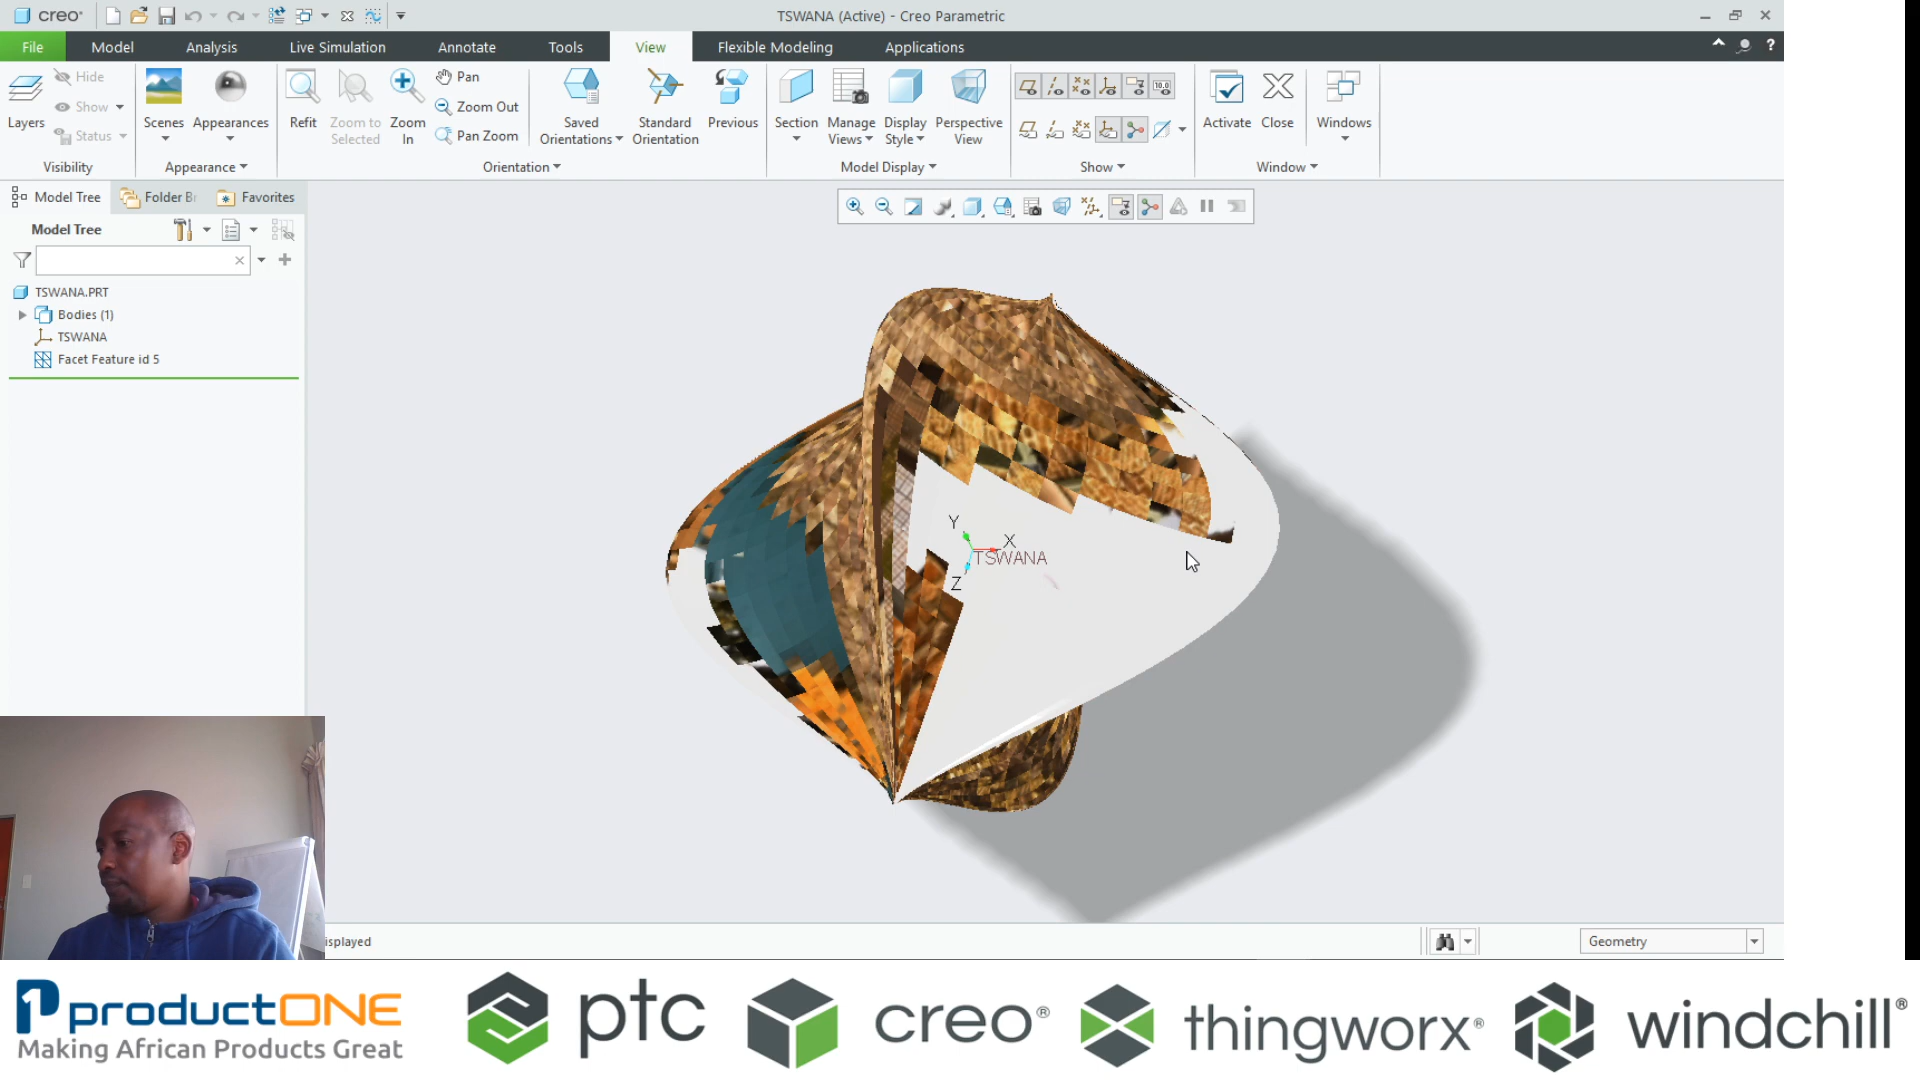 creo®
TSWANA (Active) - Creo Parametric
File
Model
Analysis
Live Simulation
Annotate
Tools
View
Flexible Modeling
Applications
Layers
Hide
Show
Status
Visibility
Scenes
Appearances
Appearance
Refit
Zoom to
Selected
Zoom
In
Pan
Zoom Out
Pan Zoom
Saved
Orientations
Standard
Orientation
Previous
Orientation
Section
Manage
Views
Display
Style
Perspective
View
Model Display
Show
Activate
Close
Windows
Window
Model Tree
Folder Br
Favorites
Model Tree
TSWANA.PRT
Bodies (1)
TSWANA
Facet Feature id 5
Y
X
TSWANA
Z
isplayed
Geometry
productONE
Making African Products Great
ptc
creo®
thingworx®
windchill®